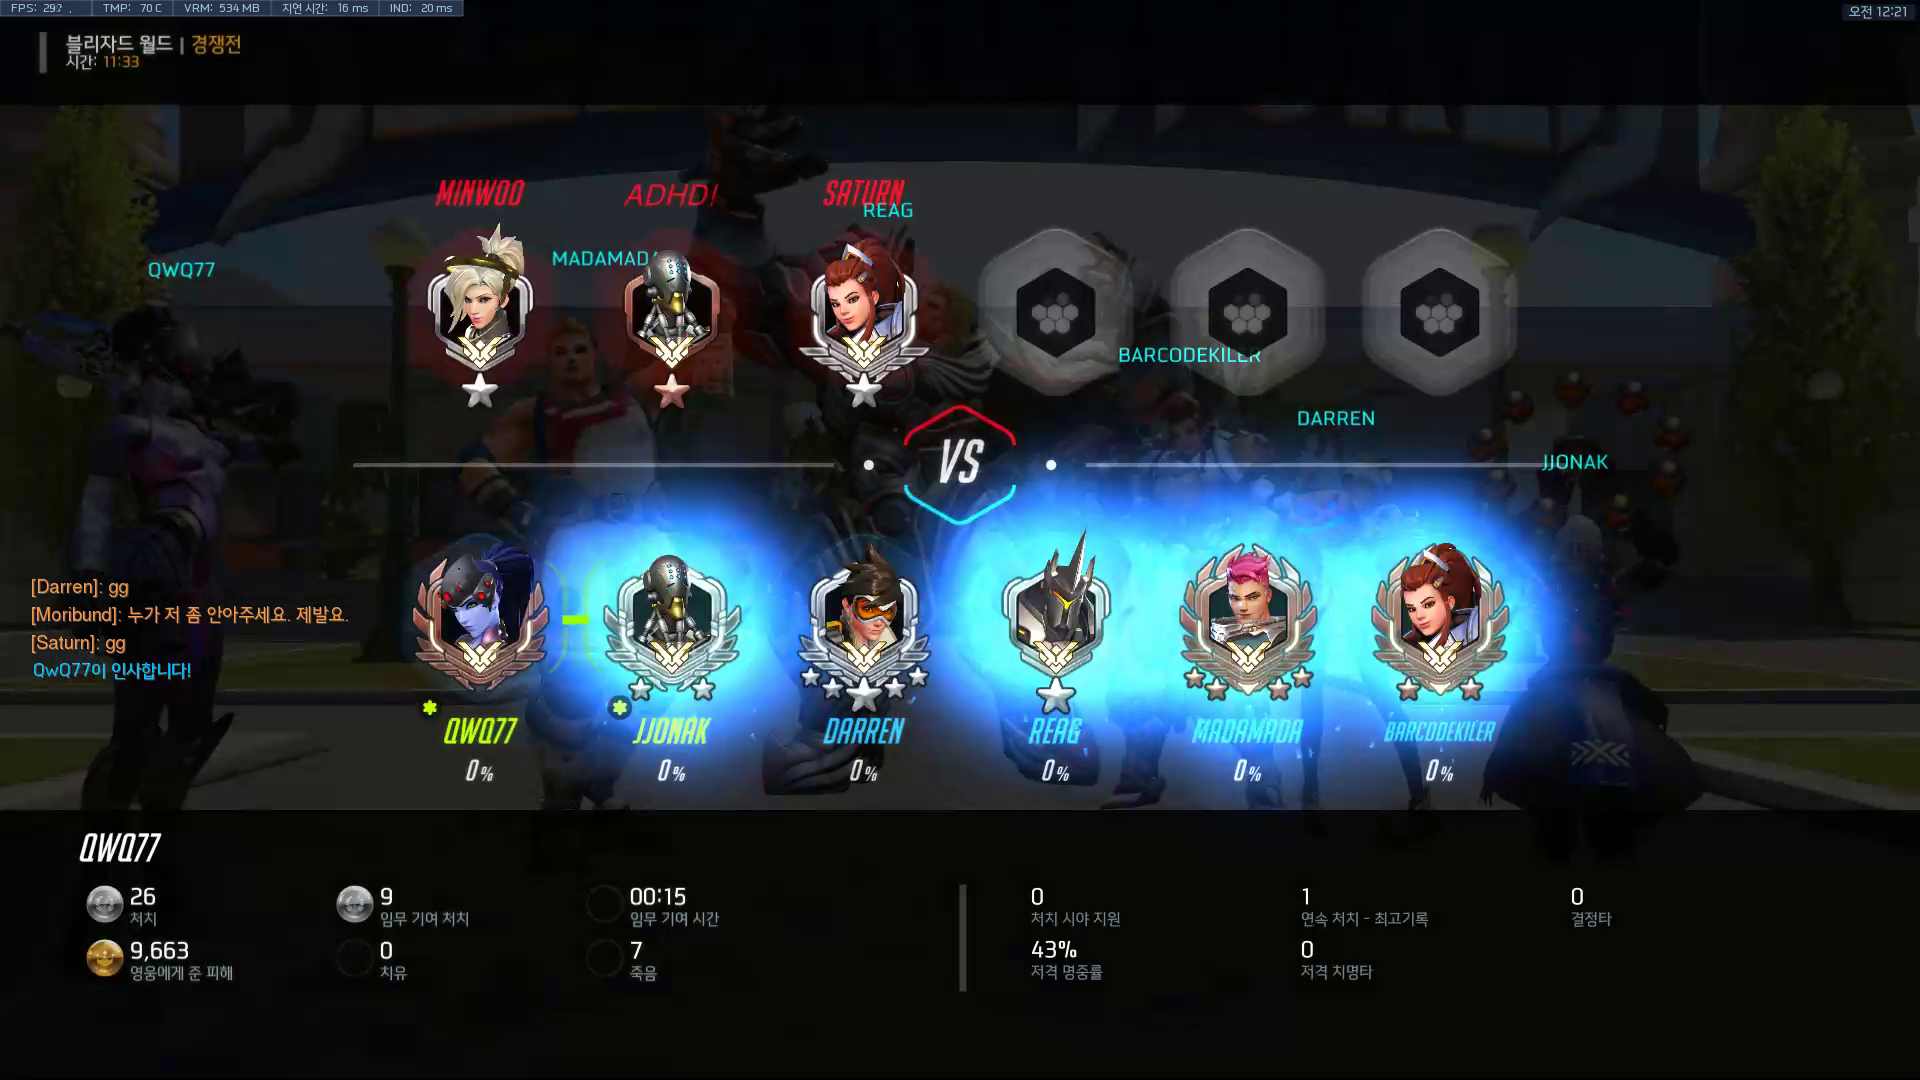 FPS: 297 . TMP: 70 C VRM: 534 MB 지연 시간: 16 ms IND: 20 ms
오전 12:21
블리자드 월드 | 경쟁전
시간: 11:33
MINWOO ADHDI SATURN
REAG
MADAMADA
QWQ77
BARCODEKILER
DARREN
VS
JJONAK
[Darren]: gg
[Moribund]: 누가 저 좀 안아주세요. 제발요.
[Saturn]: gg
QwQ77이 인사합니다!
QWQ77 JJONAK DARREN REAG MADAMADA BARCODEKILER
0% 0% 0% 0% 0% 0%
QWQ77
26 9 00:15 0 1 0
처치 임무 기여 처치 임무 기여 시간 처치 시야 지원 연속 처치 - 최고기록 결정타
9,663 0 7 43% 0
영웅에게 준 피해 치유 죽음 저격 명중률 저격 치명타